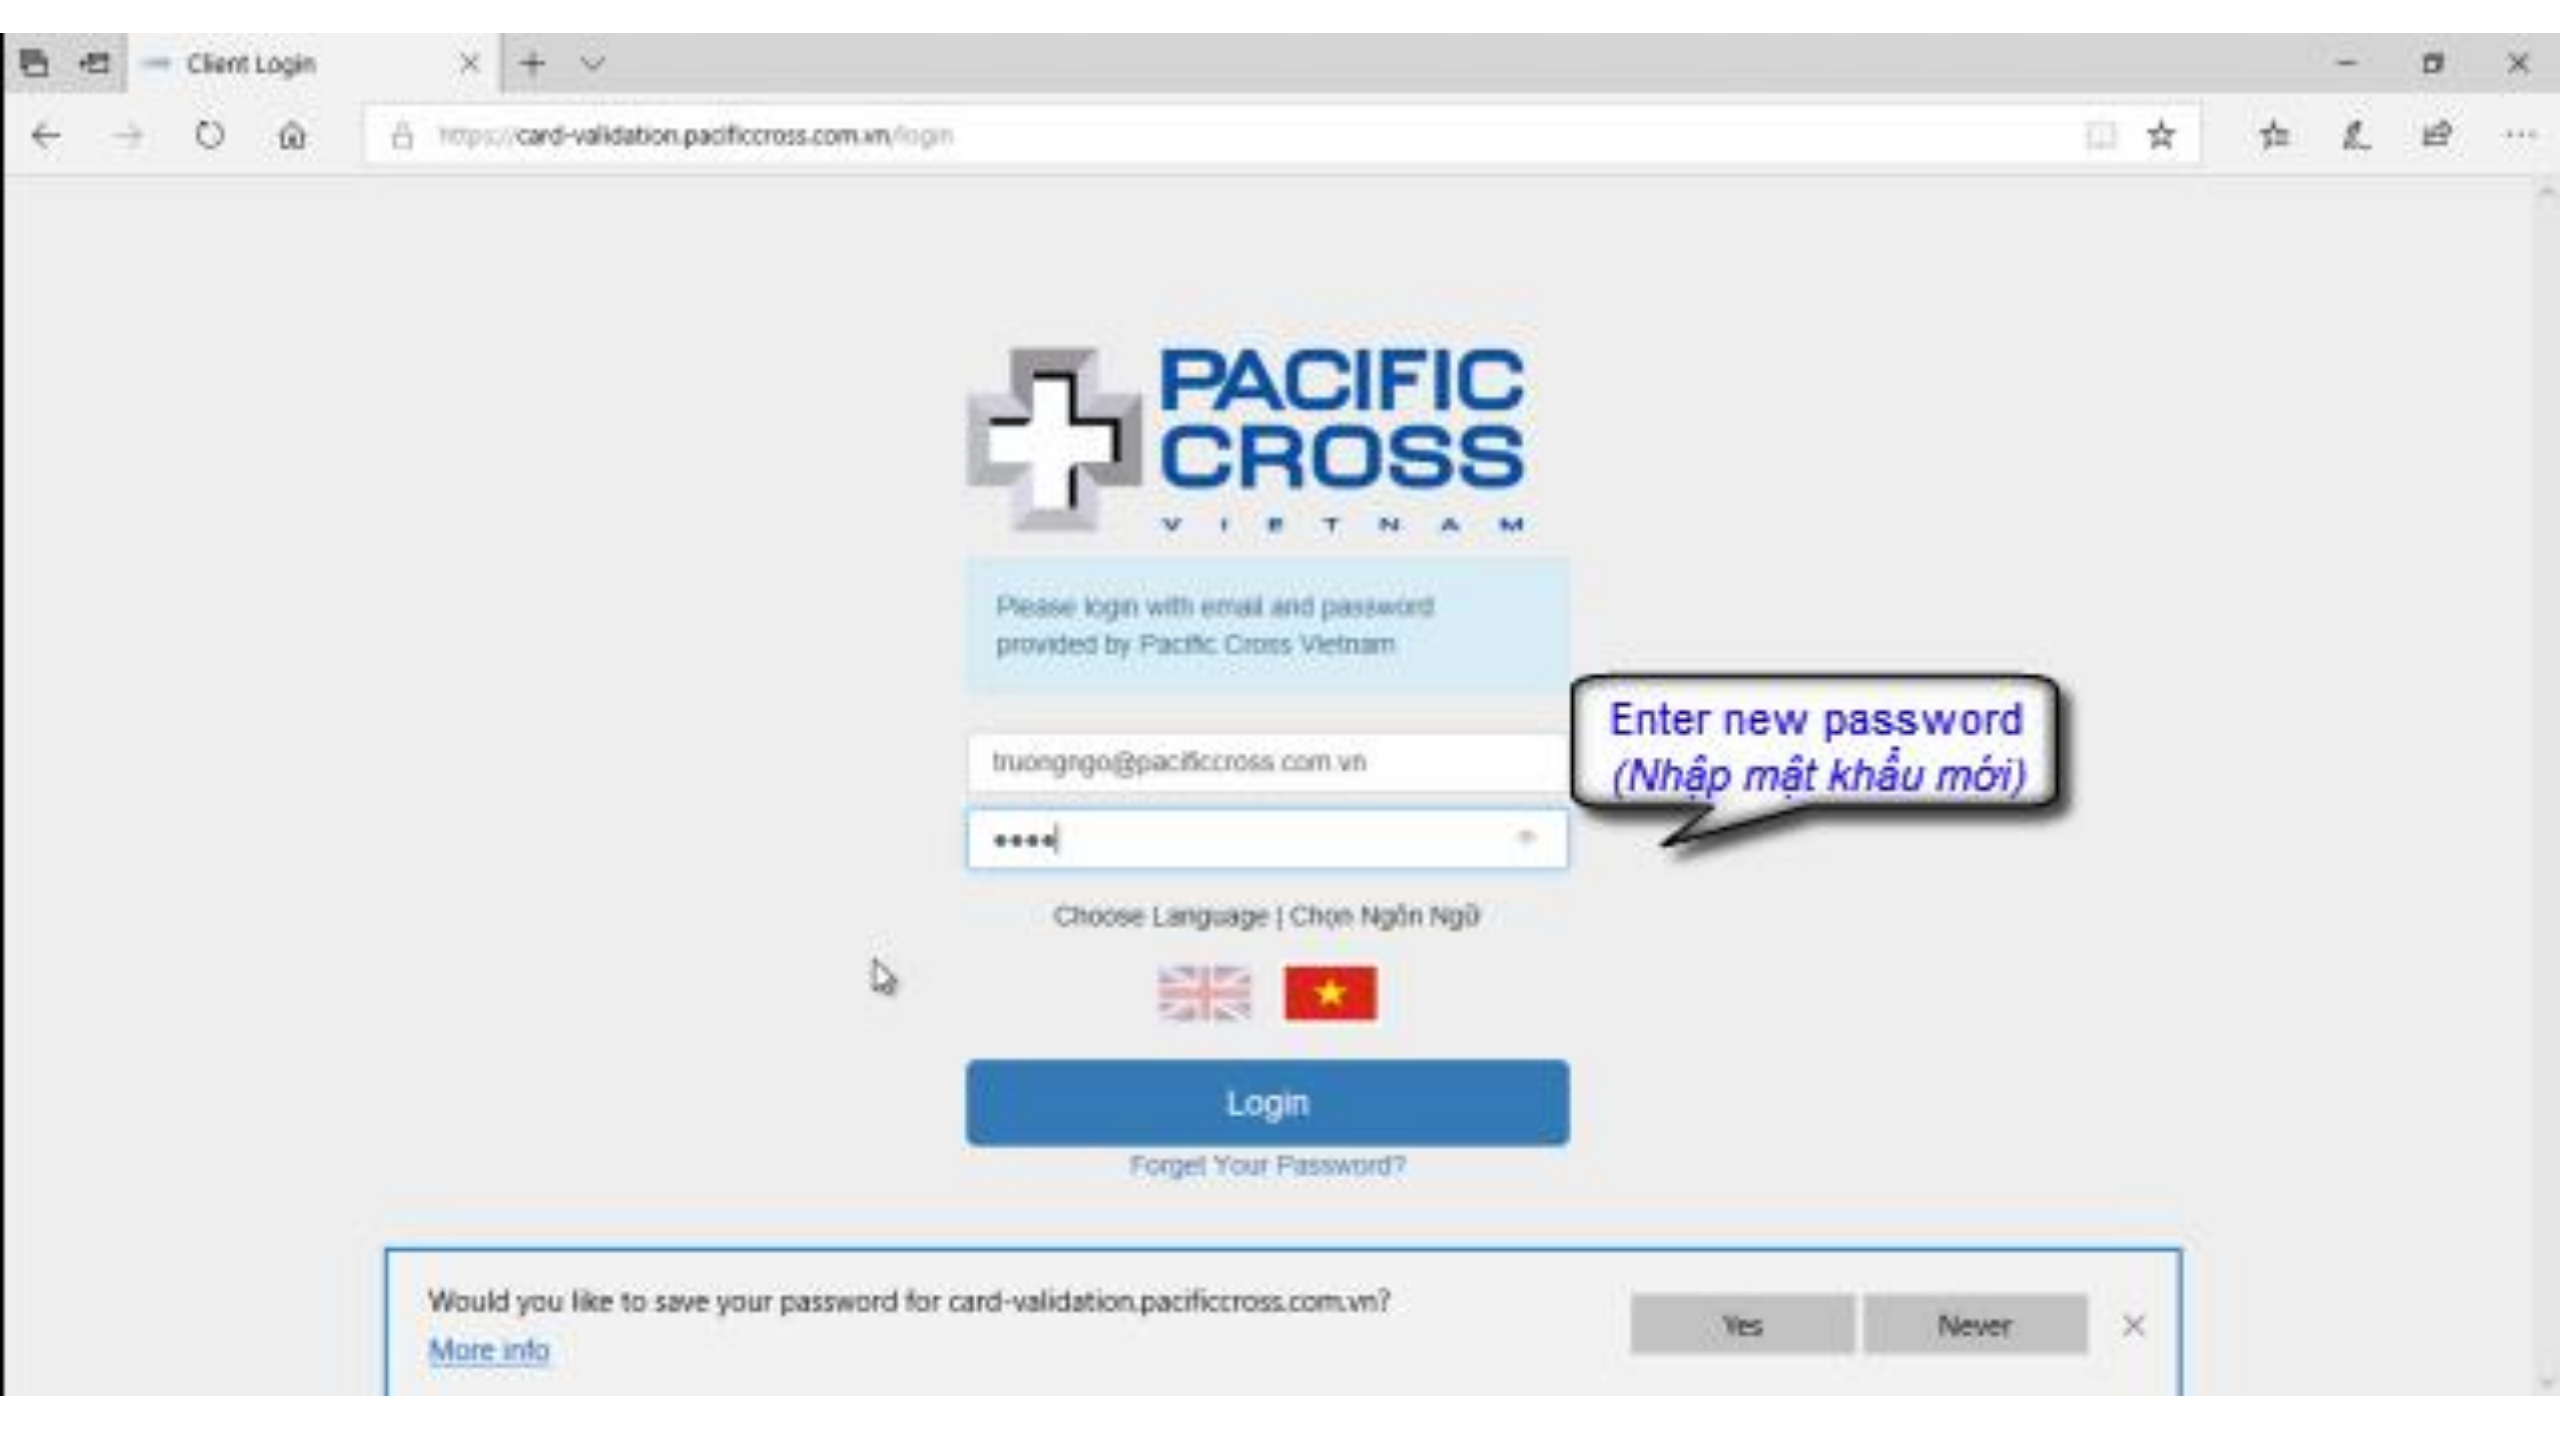 Client Login
https://card-validation.pacificcross.com.vn/login
PACIFIC
CROSS
VIETNAM
Please login with email and password
provided by Pacific Cross Vietnam
Enter new password
(Nhập mật khẩu mới)
truongngo@pacificcross.com.vn
Choose Language | Chọn Ngôn Ngữ
Login
Forget Your Password?
Would you like to save your password for card-validation.pacificcross.com.vn?
Yes
Never
More info